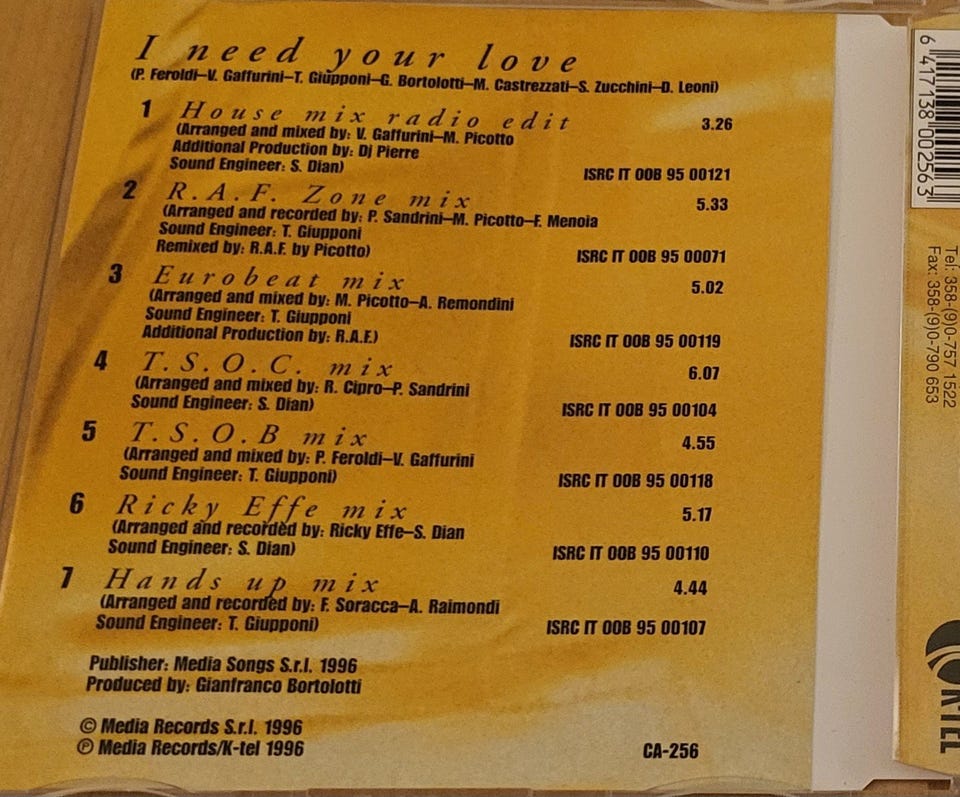 I need your love
(P. Feroldi–V. Gaffurini–T. Giupponi–G. Bortolotti–M. Castrezzati–S. Zucchini–D. Leoni)
1 House mix radio edit 3.26
(Arranged and mixed by: V. Gaffurini–M. Picotto
Additional Production by: Dj Pierre
Sound Engineer: S. Dian) ISRC IT 00B 95 00121
2 R.A.F. Zone mix 5.33
(Arranged and recorded by: P. Sandrini–M. Picotto–F. Menoia
Sound Engineer: T. Giupponi
Remixed by: R.A.F. by Picotto) ISRC IT 00B 95 00071
3 Eurobeat mix 5.02
(Arranged and mixed by: M. Picotto–A. Remondini
Sound Engineer: T. Giupponi
Additional Production by: R.A.F.) ISRC IT 00B 95 00119
4 T.S.O.C. mix 6.07
(Arranged and mixed by: R. Cipro–P. Sandrini
Sound Engineer: S. Dian) ISRC IT 00B 95 00104
5 T.S.O.B mix 4.55
(Arranged and mixed by: P. Feroldi–V. Gaffurini
Sound Engineer: T. Giupponi) ISRC IT 00B 95 00118
6 Ricky Effe mix 5.17
(Arranged and recorded by: Ricky Effe–S. Dian
Sound Engineer: S. Dian) ISRC IT 00B 95 00110
7 Hands up mix 4.44
(Arranged and recorded by: F. Soracca–A. Raimondi
Sound Engineer: T. Giupponi) ISRC IT 00B 95 00107
Publisher: Media Songs S.r.l. 1996
Produced by: Gianfranco Bortolotti
© Media Records S.r.l. 1996
℗ Media Records/K-tel 1996 CA-256
6 417138 002563
Tel: 358-(9)0-757 1522
Fax: 358-(9)0-790 653
K-TEL